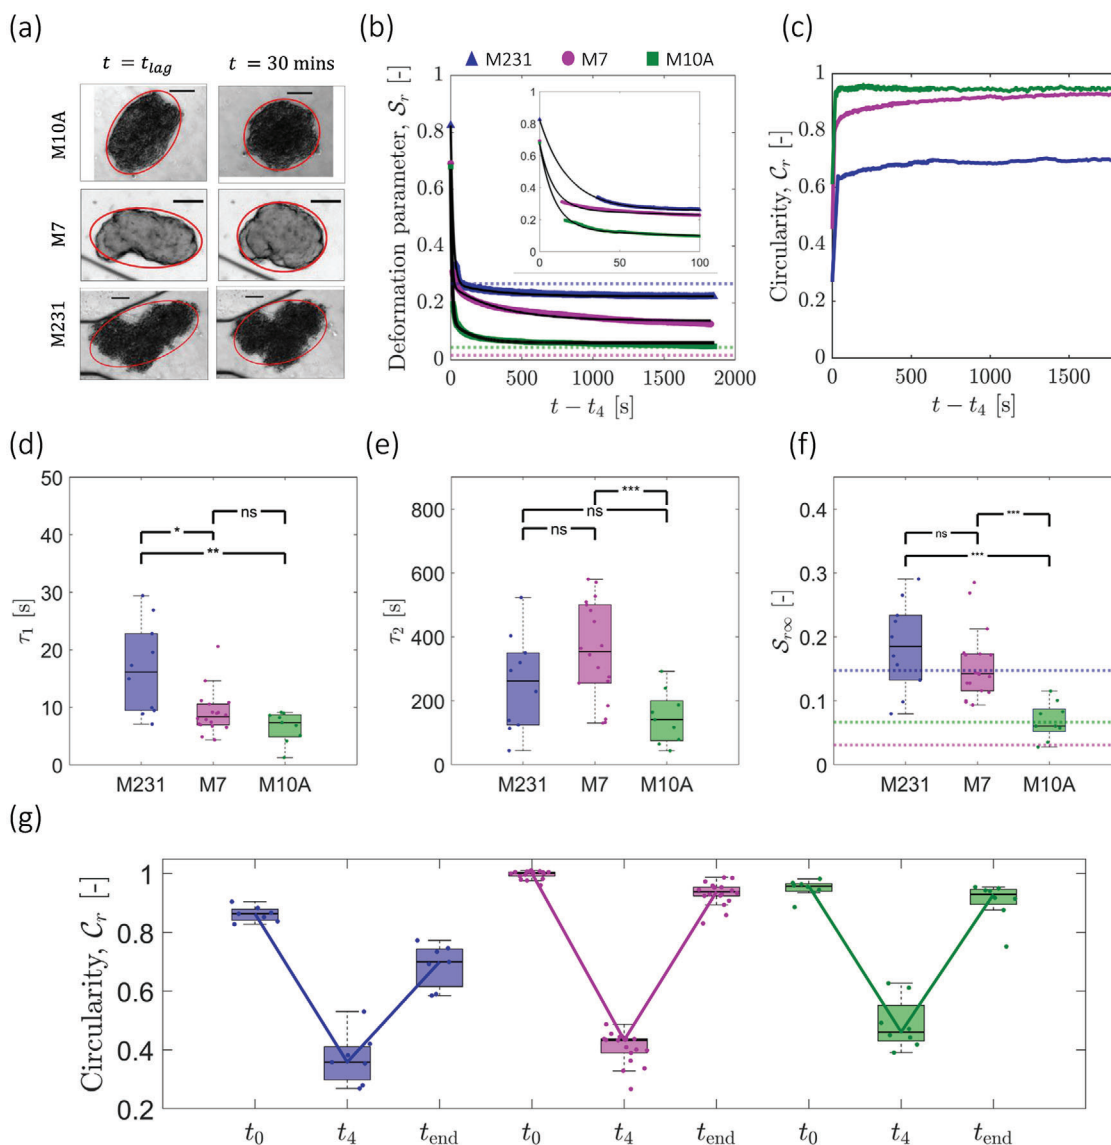 (a)
t = t_lag
t = 30 mins
M10A
M7
M231
(b)
M231
M7
M10A
Deformation parameter, S_r [-]
1
0.8
0.6
0.4
0.2
0
0
500
1000
1500
2000
t − t_4 [s]
1
0.8
0.6
0.4
0.2
0
0
50
100
(c)
Circularity, C_r [-]
1
0.8
0.6
0.4
0.2
0
0
500
1000
1500
t − t_4 [s]
(d)
τ_1 [s]
50
40
30
20
10
0
ns
*
**
M231
M7
M10A
(e)
τ_2 [s]
800
600
400
200
0
***
ns
ns
M231
M7
M10A
(f)
S_r∞ [-]
0.4
0.3
0.2
0.1
0
***
ns
***
M231
M7
M10A
(g)
Circularity, C_r [-]
1
0.8
0.6
0.4
0.2
t_0
t_4
t_end
t_0
t_4
t_end
t_0
t_4
t_end